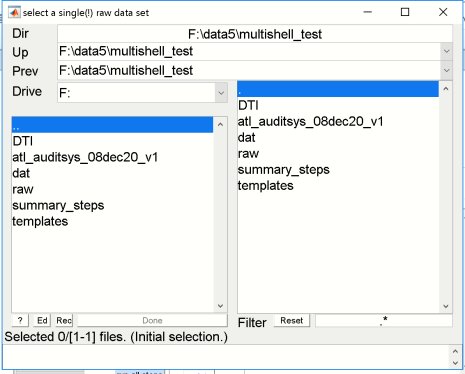 select a single(!) raw data set
Dir F:\data5\multishell_test
Up F:\data5\multishell_test
Prev F:\data5\multishell_test
Drive F:
..
DTI
atl_auditsys_08dec20_v1
dat
raw
summary_steps
templates
.
DTI
atl_auditsys_08dec20_v1
dat
raw
summary_steps
templates
? Ed Rec Done
Filter Reset .*
Selected 0/[1-1] files. (Initial selection.)